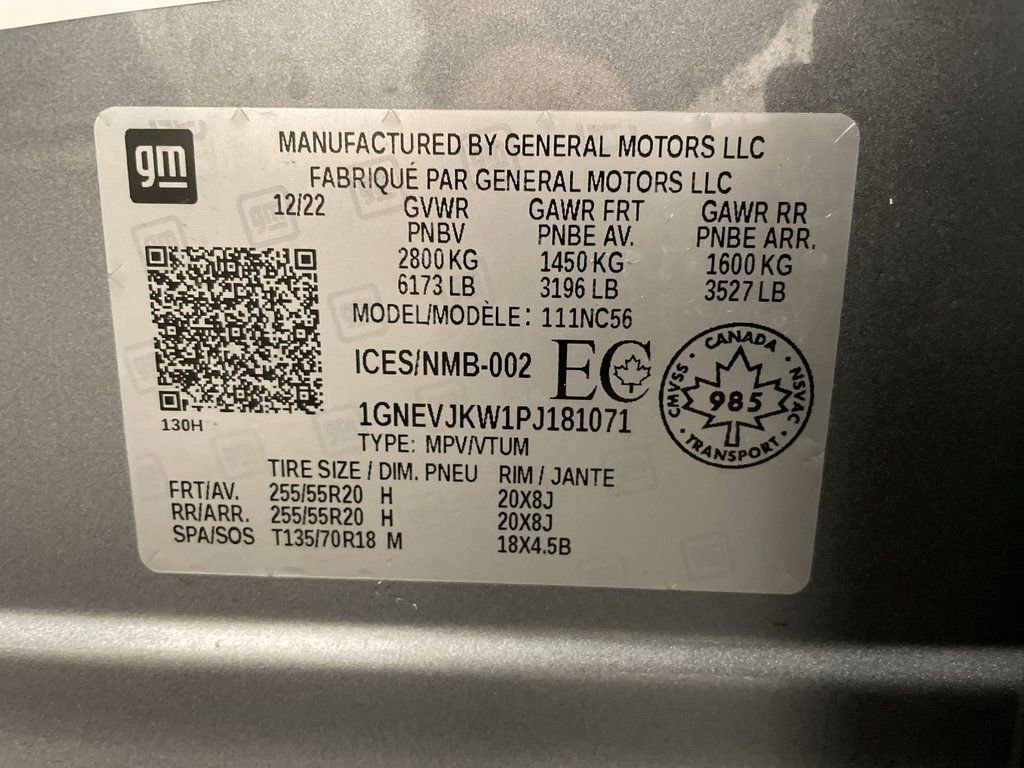 gm
MANUFACTURED BY GENERAL MOTORS LLC
FABRIQUÉ PAR GENERAL MOTORS LLC
12/22 GVWR GAWR FRT GAWR RR
PNBV PNBE AV. PNBE ARR.
2800 KG 1450 KG 1600 KG
6173 LB 3196 LB 3527 LB
MODEL/MODÈLE: 111NC56
ICES/NMB-002 EC
130H
1GNEVJKW1PJ181071
TYPE: MPV/VTUM
CANADA
CMVSS 985 NSVAC
TRANSPORT
TIRE SIZE / DIM. PNEU RIM / JANTE
FRT/AV. 255/55R20 H 20X8J
RR/ARR. 255/55R20 H 20X8J
SPA/SOS T135/70R18 M 18X4.5B